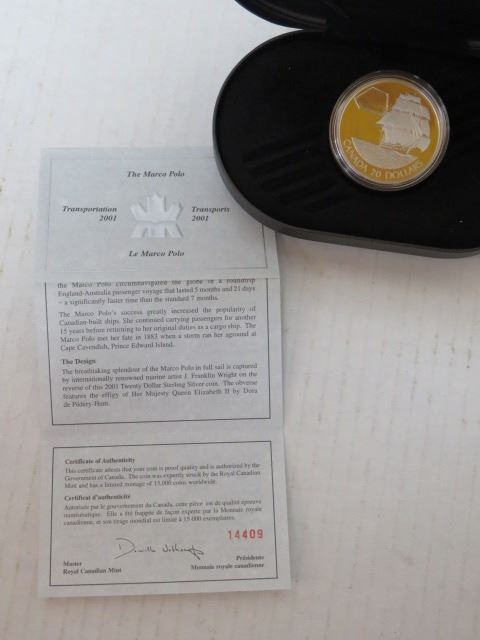 CANADA 20 DOLLARS
The Marco Polo
Transportation
2001
Transports
2001
Le Marco Polo
the Marco Polo circumnavigated the globe in a roundtrip
England-Australia passenger voyage that lasted 5 months and 21 days
– a significantly faster time than the standard 7 months.
The Marco Polo's success greatly increased the popularity of
Canadian-built ships. She continued carrying passengers for another
15 years before returning to her original duties as a cargo ship. The
Marco Polo met her fate in 1883 when a storm ran her aground at
Cape Cavendish, Prince Edward Island.
The Design
The breathtaking splendour of the Marco Polo in full sail is captured
by internationally renowned marine artist J. Franklin Wright on the
reverse of this 2001 Twenty Dollar Sterling Silver coin. The obverse
features the effigy of Her Majesty Queen Elizabeth II by Dora
de Pédery-Hunt.
Certificate of Authenticity
This certificate attests that your coin is proof quality and is authorized by the
Government of Canada. The coin was expertly struck by the Royal Canadian
Mint and has a limited mintage of 15,000 coins worldwide.
Certificat d'authenticité
Autorisée par le gouvernement du Canada, cette pièce est de qualité épreuve
numismatique. Elle a été frappée de façon experte par la Monnaie royale
canadienne, et son tirage mondial est limité à 15 000 exemplaires.
14409
Master
Royal Canadian Mint
Présidente
Monnaie royale canadienne